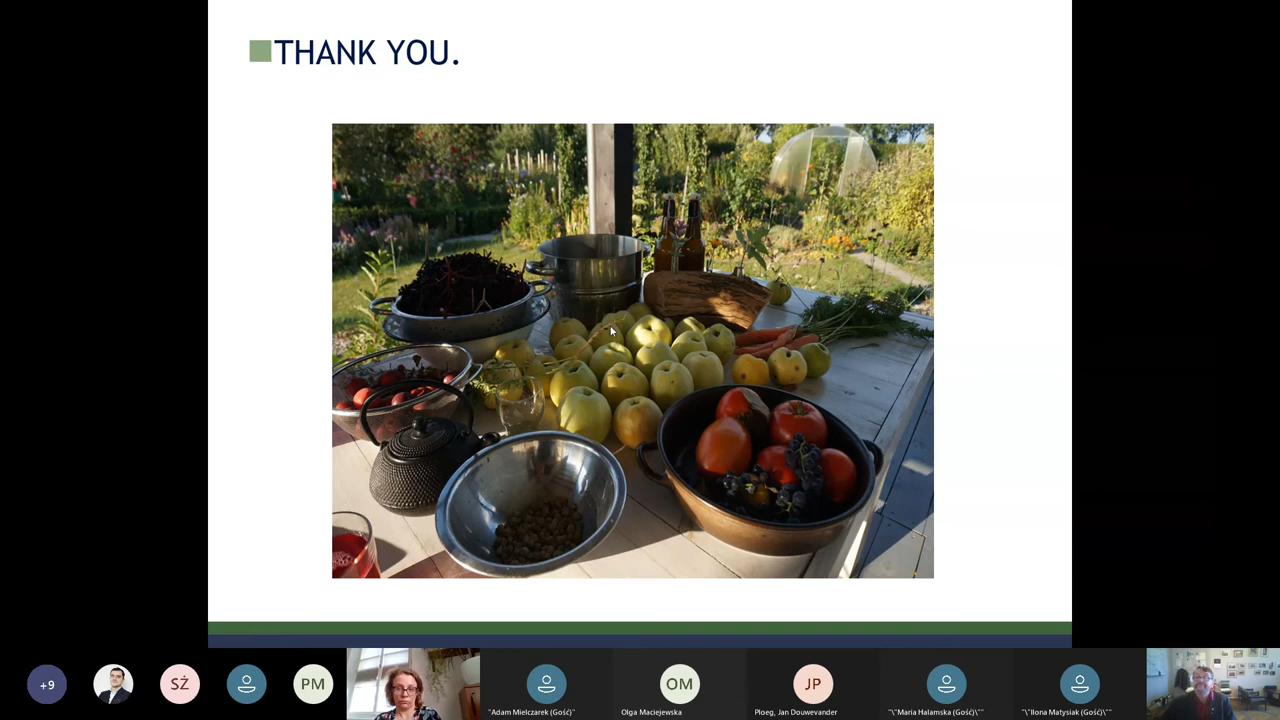 THANK YOU.
+9
SŻ
PM
"Adam Mielczarek (Gość)"
OM
Olga Maciejewska
JP
Ploeg, Jan Douwevander
"\"Maria Halamska (Gość)\""
"\"Ilona Matysiak (Gość)\""